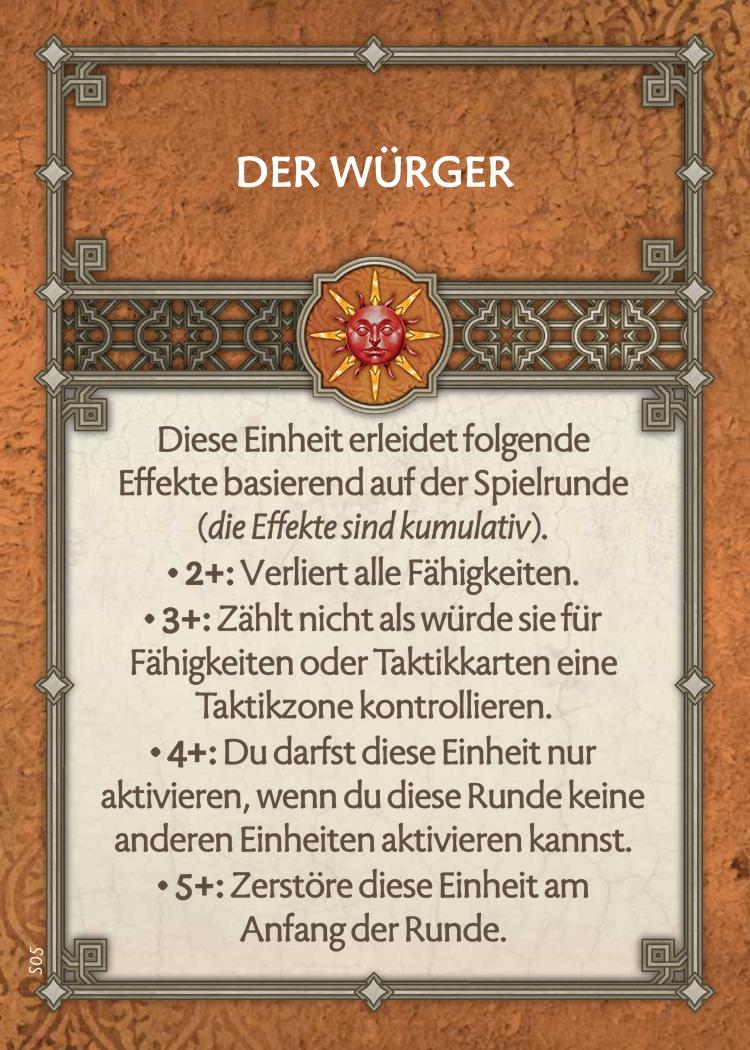 DER WÜRGER
Diese Einheit erleidet folgende
Effekte basierend auf der Spielrunde
(die Effekte sind kumulativ).
• 2+: Verliert alle Fähigkeiten.
• 3+: Zählt nicht als würde sie für
Fähigkeiten oder Taktikkarten eine
Taktikzone kontrollieren.
• 4+: Du darfst diese Einheit nur
aktivieren, wenn du diese Runde keine
anderen Einheiten aktivieren kannst.
• 5+: Zerstöre diese Einheit am
Anfang der Runde.
S05